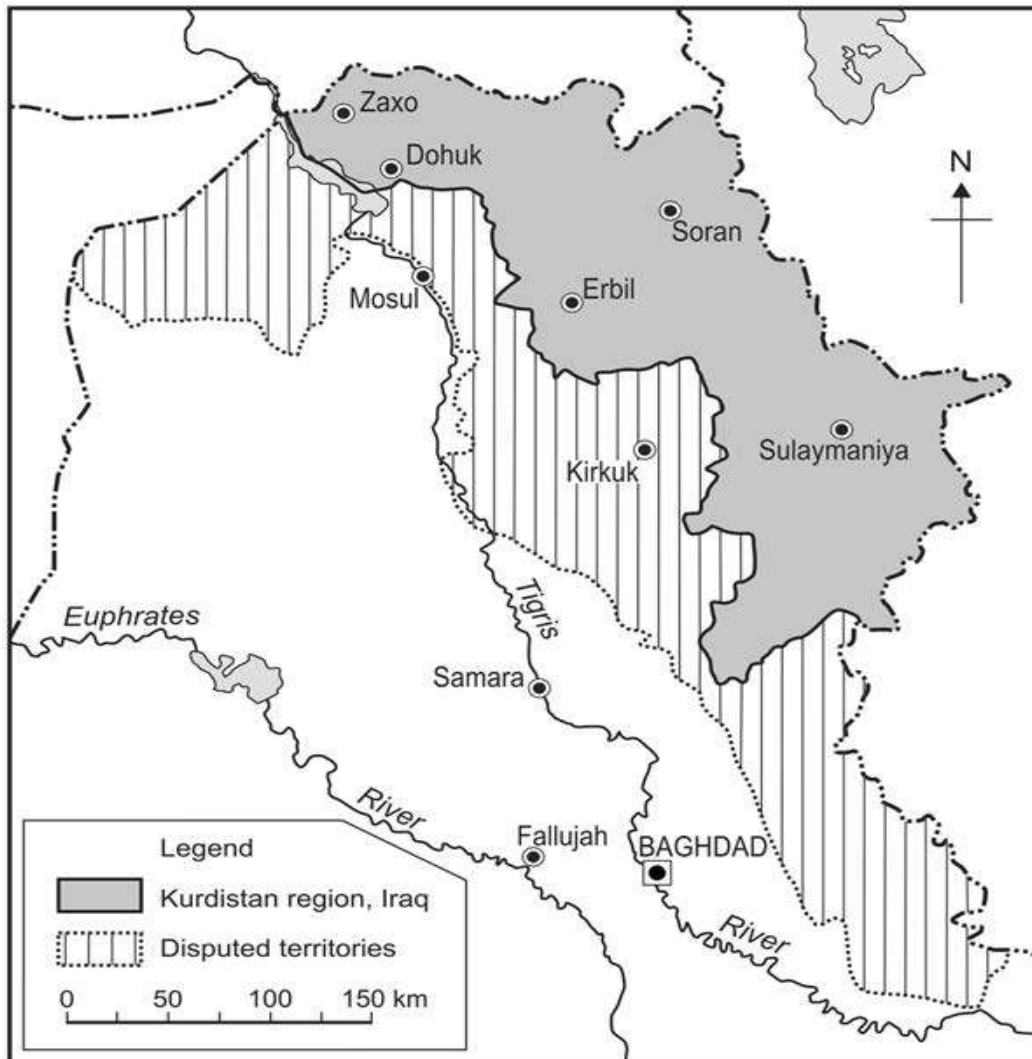 Zaxo
Dohuk
N
Soran
Mosul
Erbil
Kirkuk
Sulaymaniya
Euphrates
Tigris
Samara
River
Fallujah
BAGHDAD
River
Legend
Kurdistan region, Iraq
Disputed territories
0 50 100 150 km